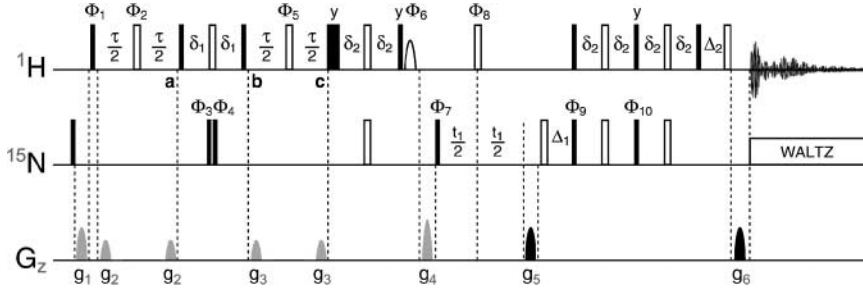 Φ1 Φ2 Φ5 y y Φ6 Φ8 y
1H τ/2 τ/2 δ1 δ1 τ/2 τ/2 δ2 δ2 δ2 δ2 δ2 δ2 Δ2
a b c
Φ3 Φ4 Φ7 Φ9 Φ10
15N t1/2 t1/2 Δ1 WALTZ
Gz
g1 g2 g2 g3 g3 g4 g5 g6